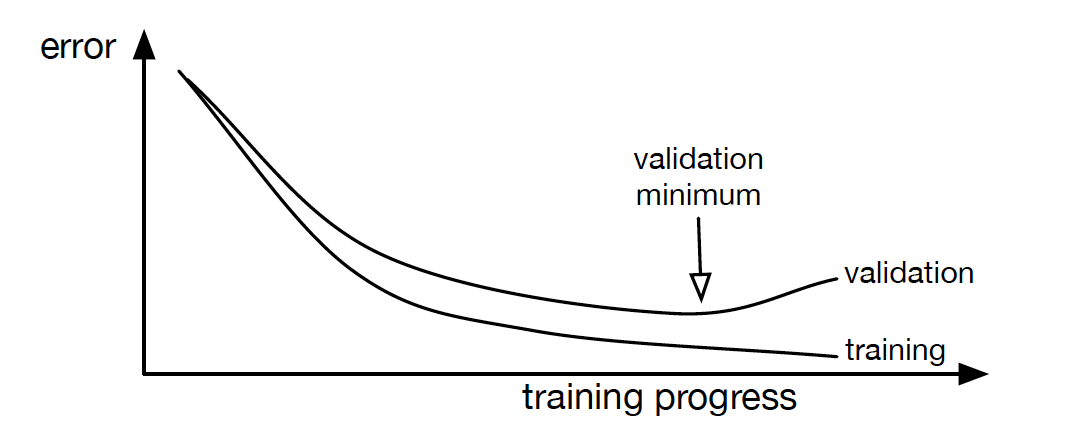 error
validation
minimum
validation
training
training progress